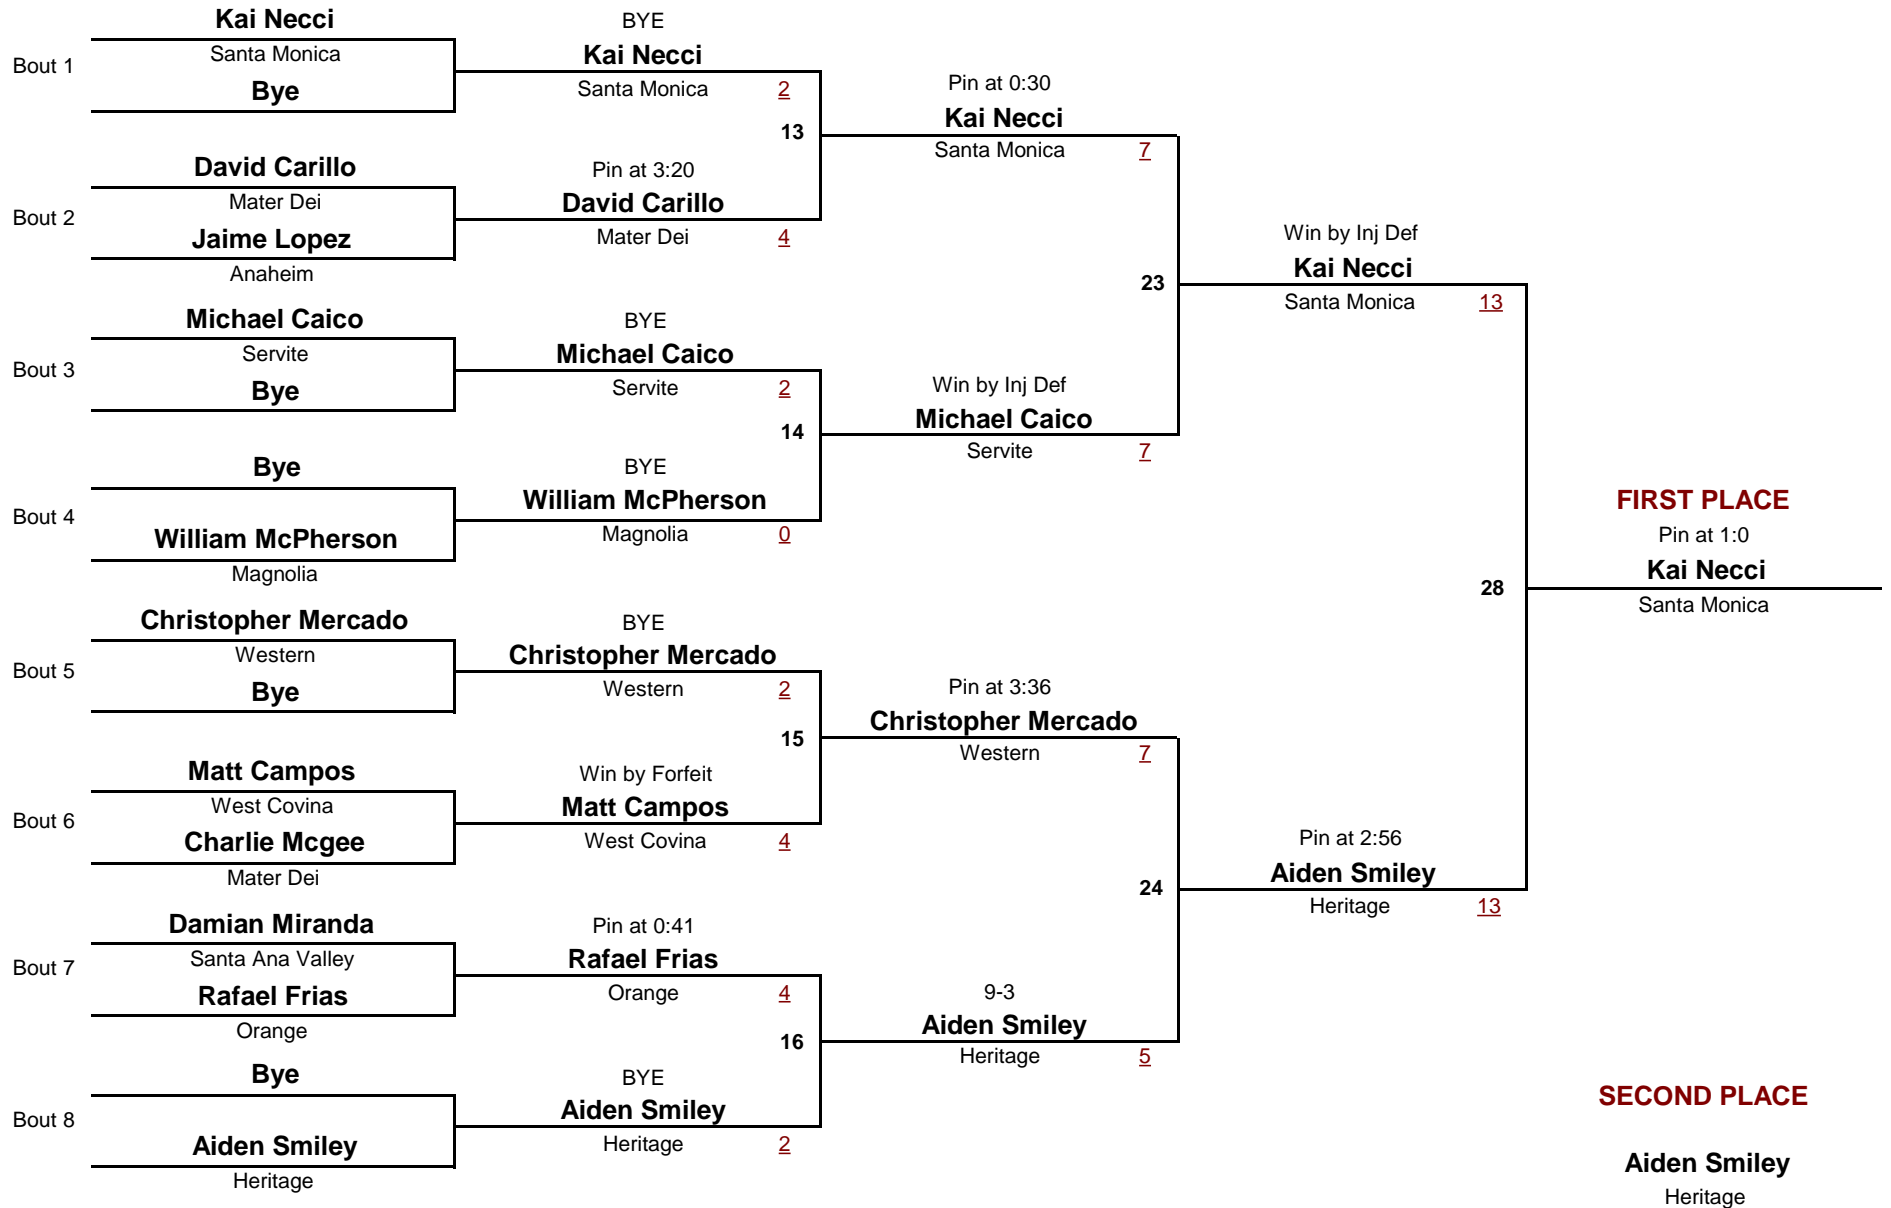 Kai Necci
Santa Monica
Bout 1
Bye
David Carillo
Mater Dei
Bout 2
Jaime Lopez
Anaheim
Michael Caico
Servite
Bout 3
Bye
Bye
Bout 4
William McPherson
Magnolia
Christopher Mercado
Western
Bout 5
Bye
Matt Campos
West Covina
Bout 6
Charlie Mcgee
Mater Dei
Damian Miranda
Santa Ana Valley
Bout 7
Rafael Frias
Orange
Bye
Bout 8
Aiden Smiley
Heritage
BYE
Kai Necci
Santa Monica 2
13
Pin at 3:20
David Carillo
Mater Dei 4
BYE
Michael Caico
Servite 2
14
BYE
William McPherson
Magnolia 0
BYE
Christopher Mercado
Western 2
15
Win by Forfeit
Matt Campos
West Covina 4
Pin at 0:41
Rafael Frias
Orange 4
16
BYE
Aiden Smiley
Heritage 2
Pin at 0:30
Kai Necci
Santa Monica 7
23
Win by Inj Def
Michael Caico
Servite 7
Pin at 3:36
Christopher Mercado
Western 7
24
9-3
Aiden Smiley
Heritage 5
Win by Inj Def
Kai Necci
Santa Monica 13
28
Pin at 2:56
Aiden Smiley
Heritage 13
FIRST PLACE
Pin at 1:0
Kai Necci
Santa Monica
SECOND PLACE
Aiden Smiley
Heritage